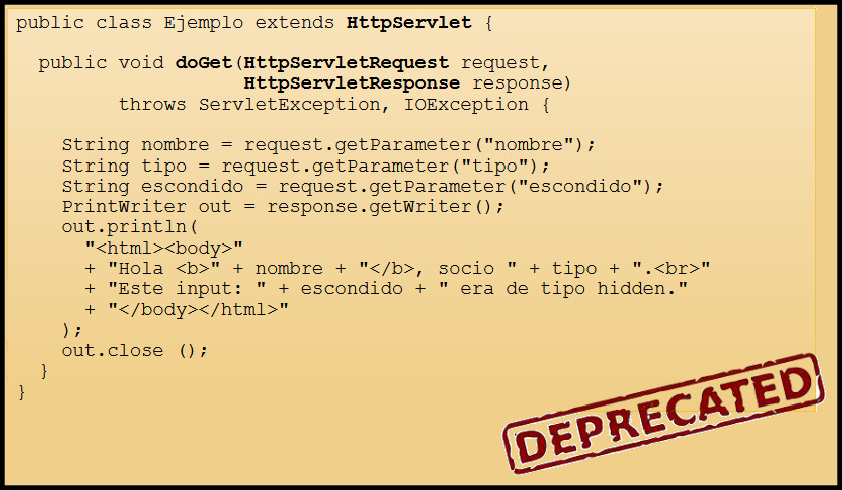 public class Ejemplo extends HttpServlet {
public void doGet(HttpServletRequest request,
HttpServletResponse response)
throws ServletException, IOException {
String nombre = request.getParameter("nombre");
String tipo = request.getParameter("tipo");
String escondido = request.getParameter("escondido");
PrintWriter out = response.getWriter();
out.println(
"<html><body>"
+ "Hola <b>" + nombre + "</b>, socio " + tipo + ".<br>"
+ "Este input: " + escondido + " era de tipo hidden."
+ "</body></html>"
);
out.close ();
}
}
DEPRECATED